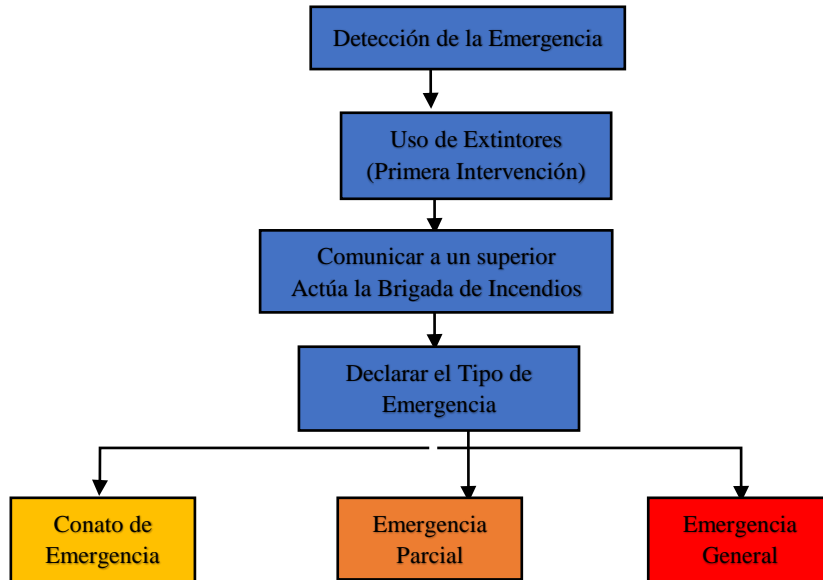 Detección de la Emergencia
Uso de Extintores
(Primera Intervención)
Comunicar a un superior
Actúa la Brigada de Incendios
Declarar el Tipo de
Emergencia
Conato de
Emergencia
Emergencia
Parcial
Emergencia
General